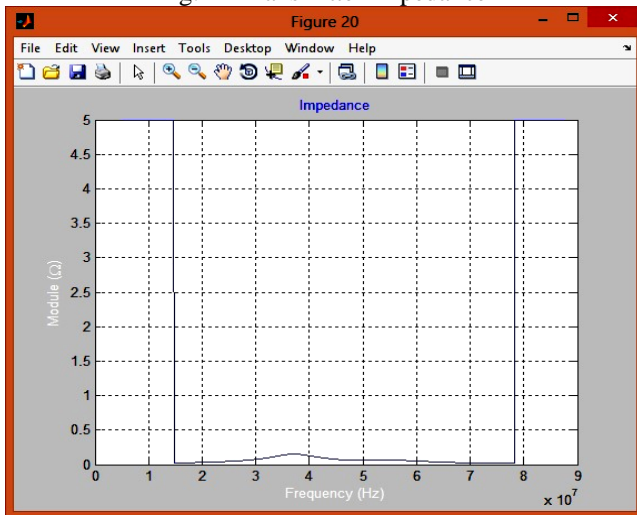 Figure 20
File Edit View Insert Tools Desktop Window Help
Impedance
5
4.5
4
3.5
3
2.5
2
1.5
1
0.5
0
Module (Ω)
0 1 2 3 4 5 6 7 8 9
Frequency (Hz)
x 10^7